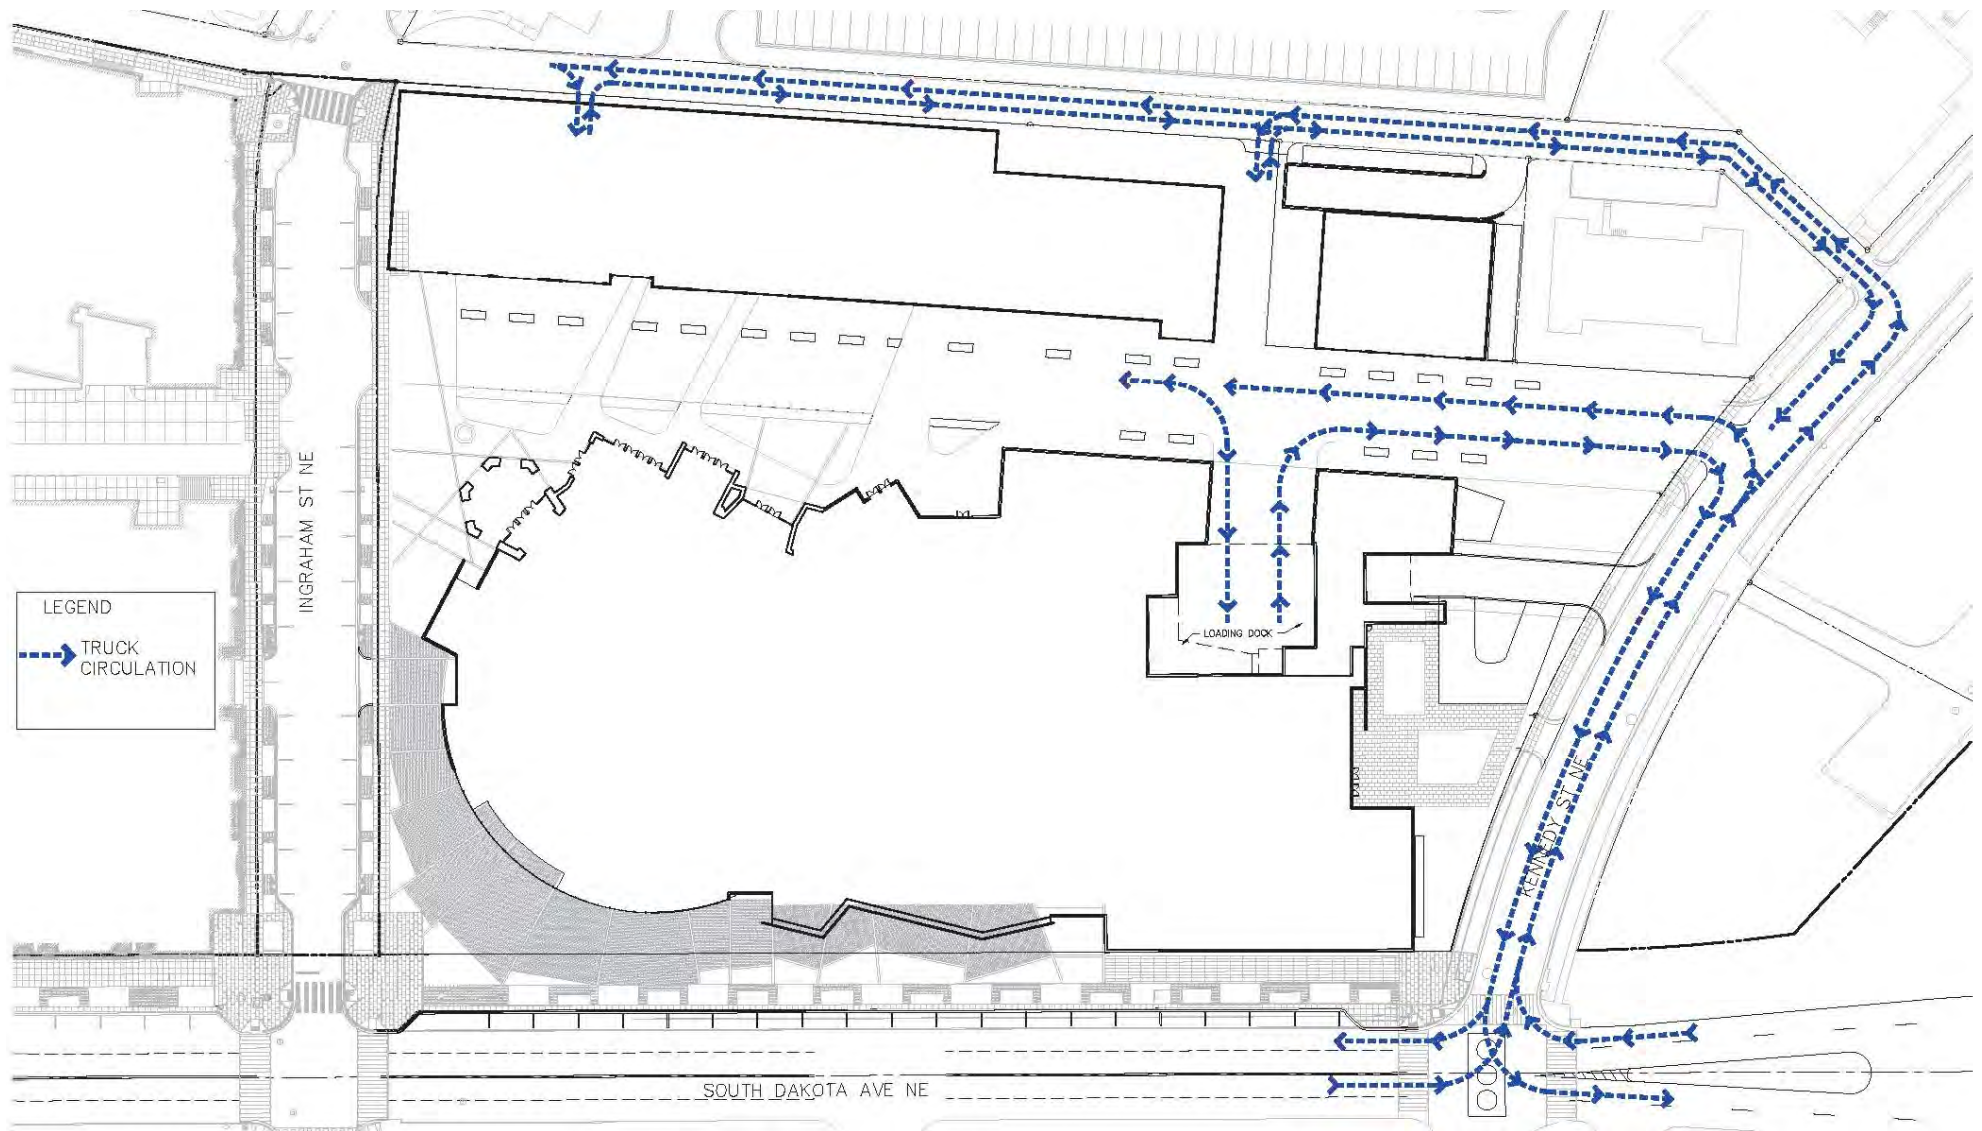 INGRAHAM ST NE
LEGEND
TRUCK
CIRCULATION
LOADING DOCK
KENNEDY ST NE
SOUTH DAKOTA AVE NE